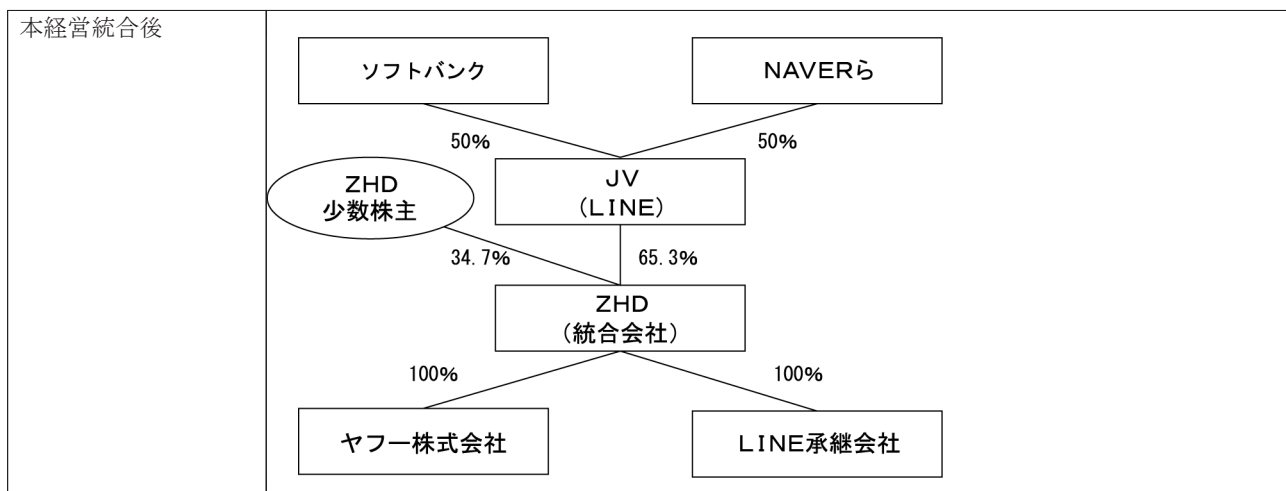 本経営統合後
ソフトバンク
NAVERら
50%
50%
ZHD
少数株主
JV
(LINE)
34.7%
65.3%
ZHD
(統合会社)
100%
100%
ヤフー株式会社
LINE承継会社